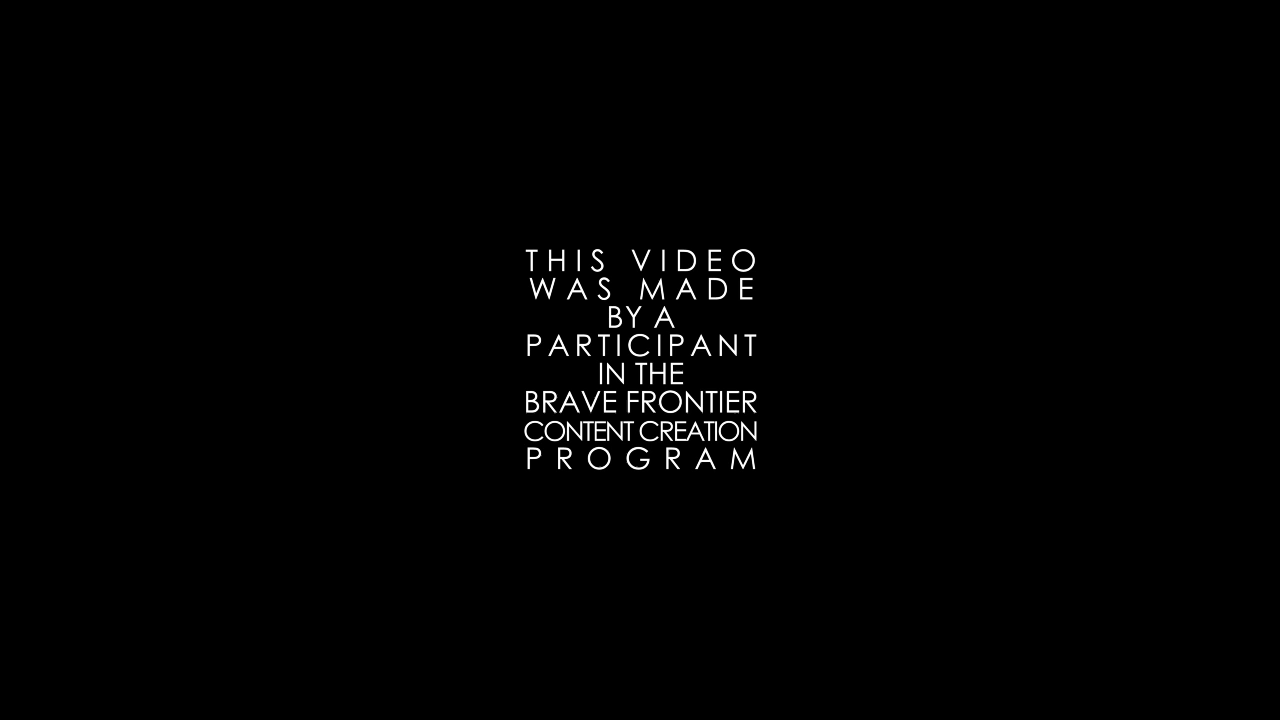 THIS VIDEO
WAS MADE
BY A
PARTICIPANT
IN THE
BRAVE FRONTIER
CONTENT CREATION
PROGRAM